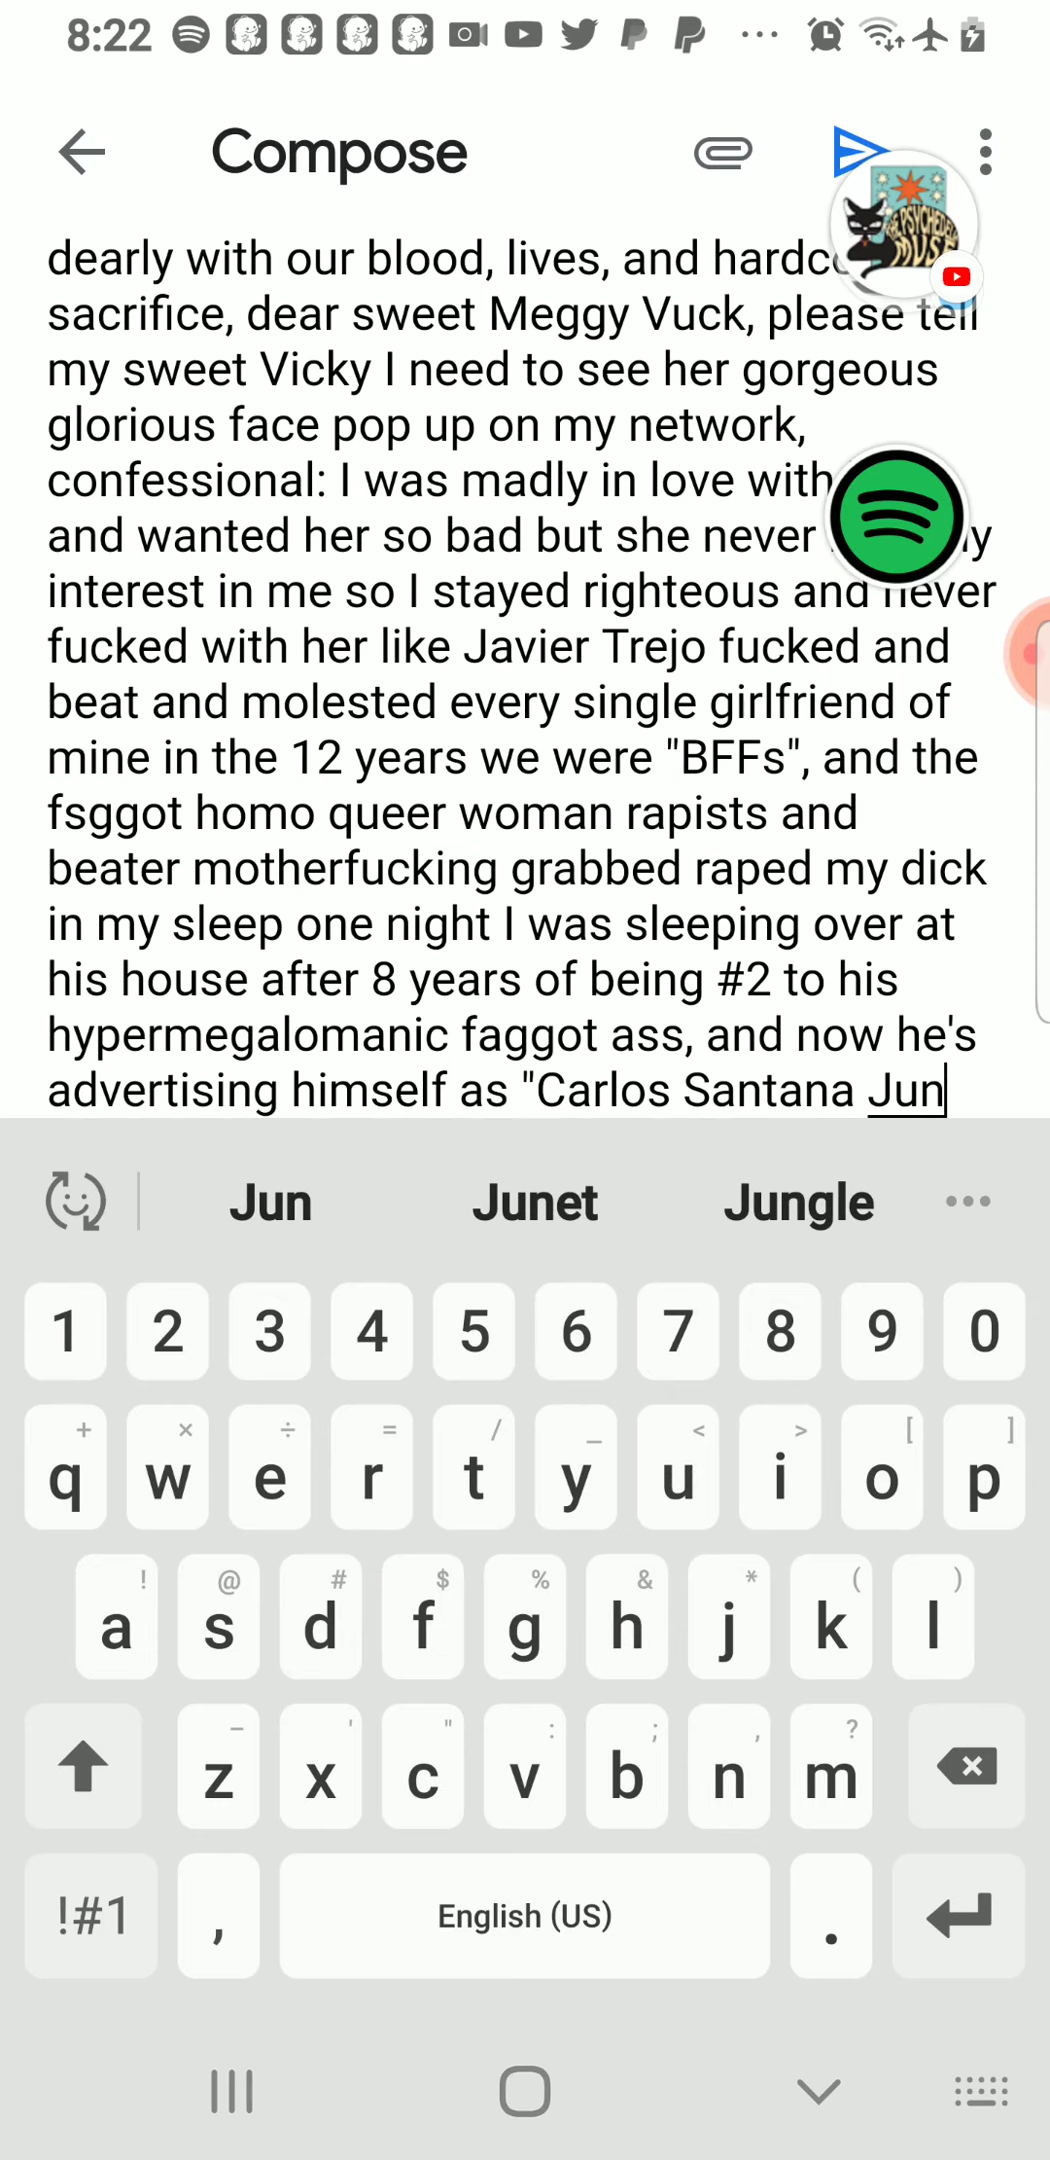 8:22
Compose
dearly with our blood, lives, and
sacrifice, dear sweet Meggy Vuck, please tell
my sweet Vicky I need to see her gorgeous
glorious face pop up on my network,
confessional: I was madly in love with
and wanted her so bad but she never
interest in me so I stayed righteous and never
fucked with her like Javier Trejo fucked and
beat and molested every single girlfriend of
mine in the 12 years we were "BFFs", and the
fsggot homo queer woman rapists and
beater motherfucking grabbed raped my dick
in my sleep one night I was sleeping over at
his house after 8 years of being #2 to his
hypermegalomanic faggot ass, and now he's
advertising himself as "Carlos Santana Jun
Jun Junet Jungle
1 2 3 4 5 6 7 8 9 0
+ × ÷ = / _ < > [ ]
q w e r t y u i o p
! @ # $ % & * ( )
a s d f g h j k l
- ' " : ; , ?
z x c v b n m
!#1 , English (US) .